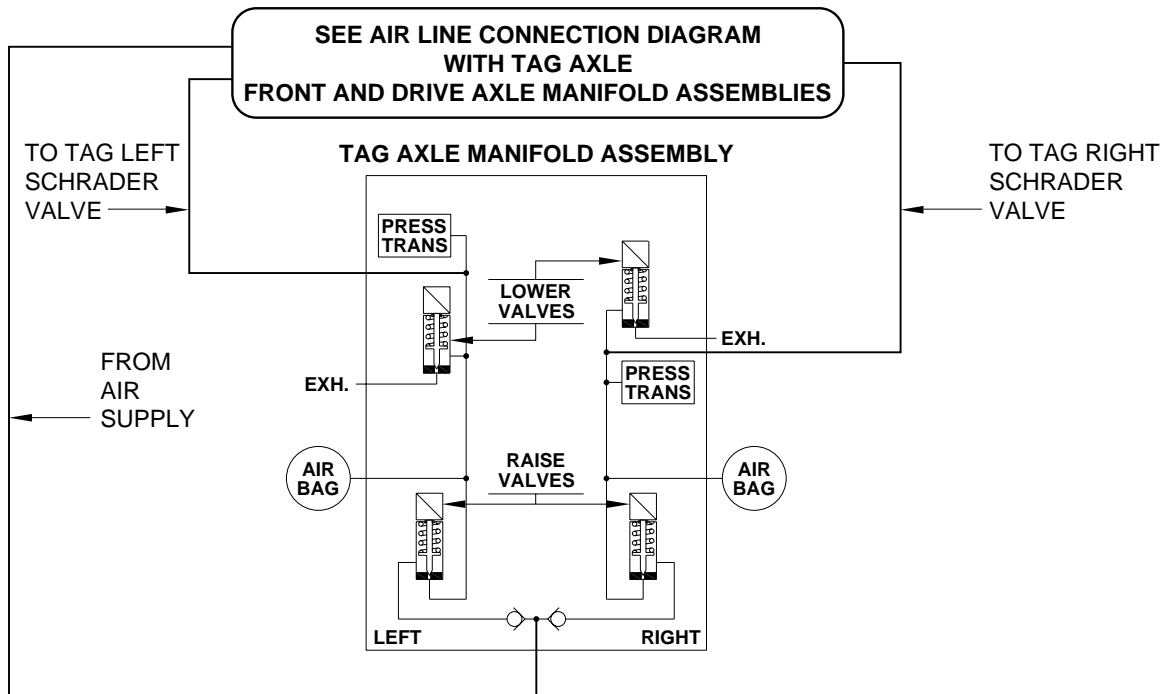 SEE AIR LINE CONNECTION DIAGRAM
WITH TAG AXLE
FRONT AND DRIVE AXLE MANIFOLD ASSEMBLIES
TO TAG LEFT
SCHRADER
VALVE
TAG AXLE MANIFOLD ASSEMBLY
TO TAG RIGHT
SCHRADER
VALVE
PRESS
TRANS
LOWER
VALVES
EXH.
PRESS
TRANS
EXH.
FROM
AIR
SUPPLY
AIR
BAG
RAISE
VALVES
AIR
BAG
LEFT
RIGHT